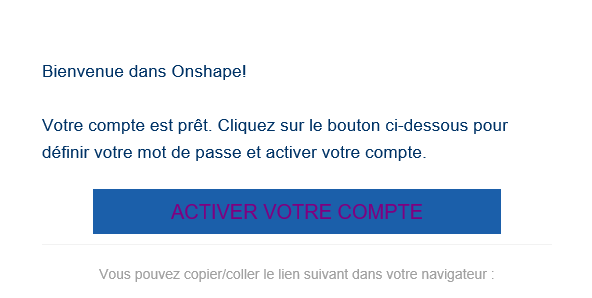 Bienvenue dans Onshape!
Votre compte est prêt. Cliquez sur le bouton ci-dessous pour
définir votre mot de passe et activer votre compte.
ACTIVER VOTRE COMPTE
Vous pouvez copier/coller le lien suivant dans votre navigateur :